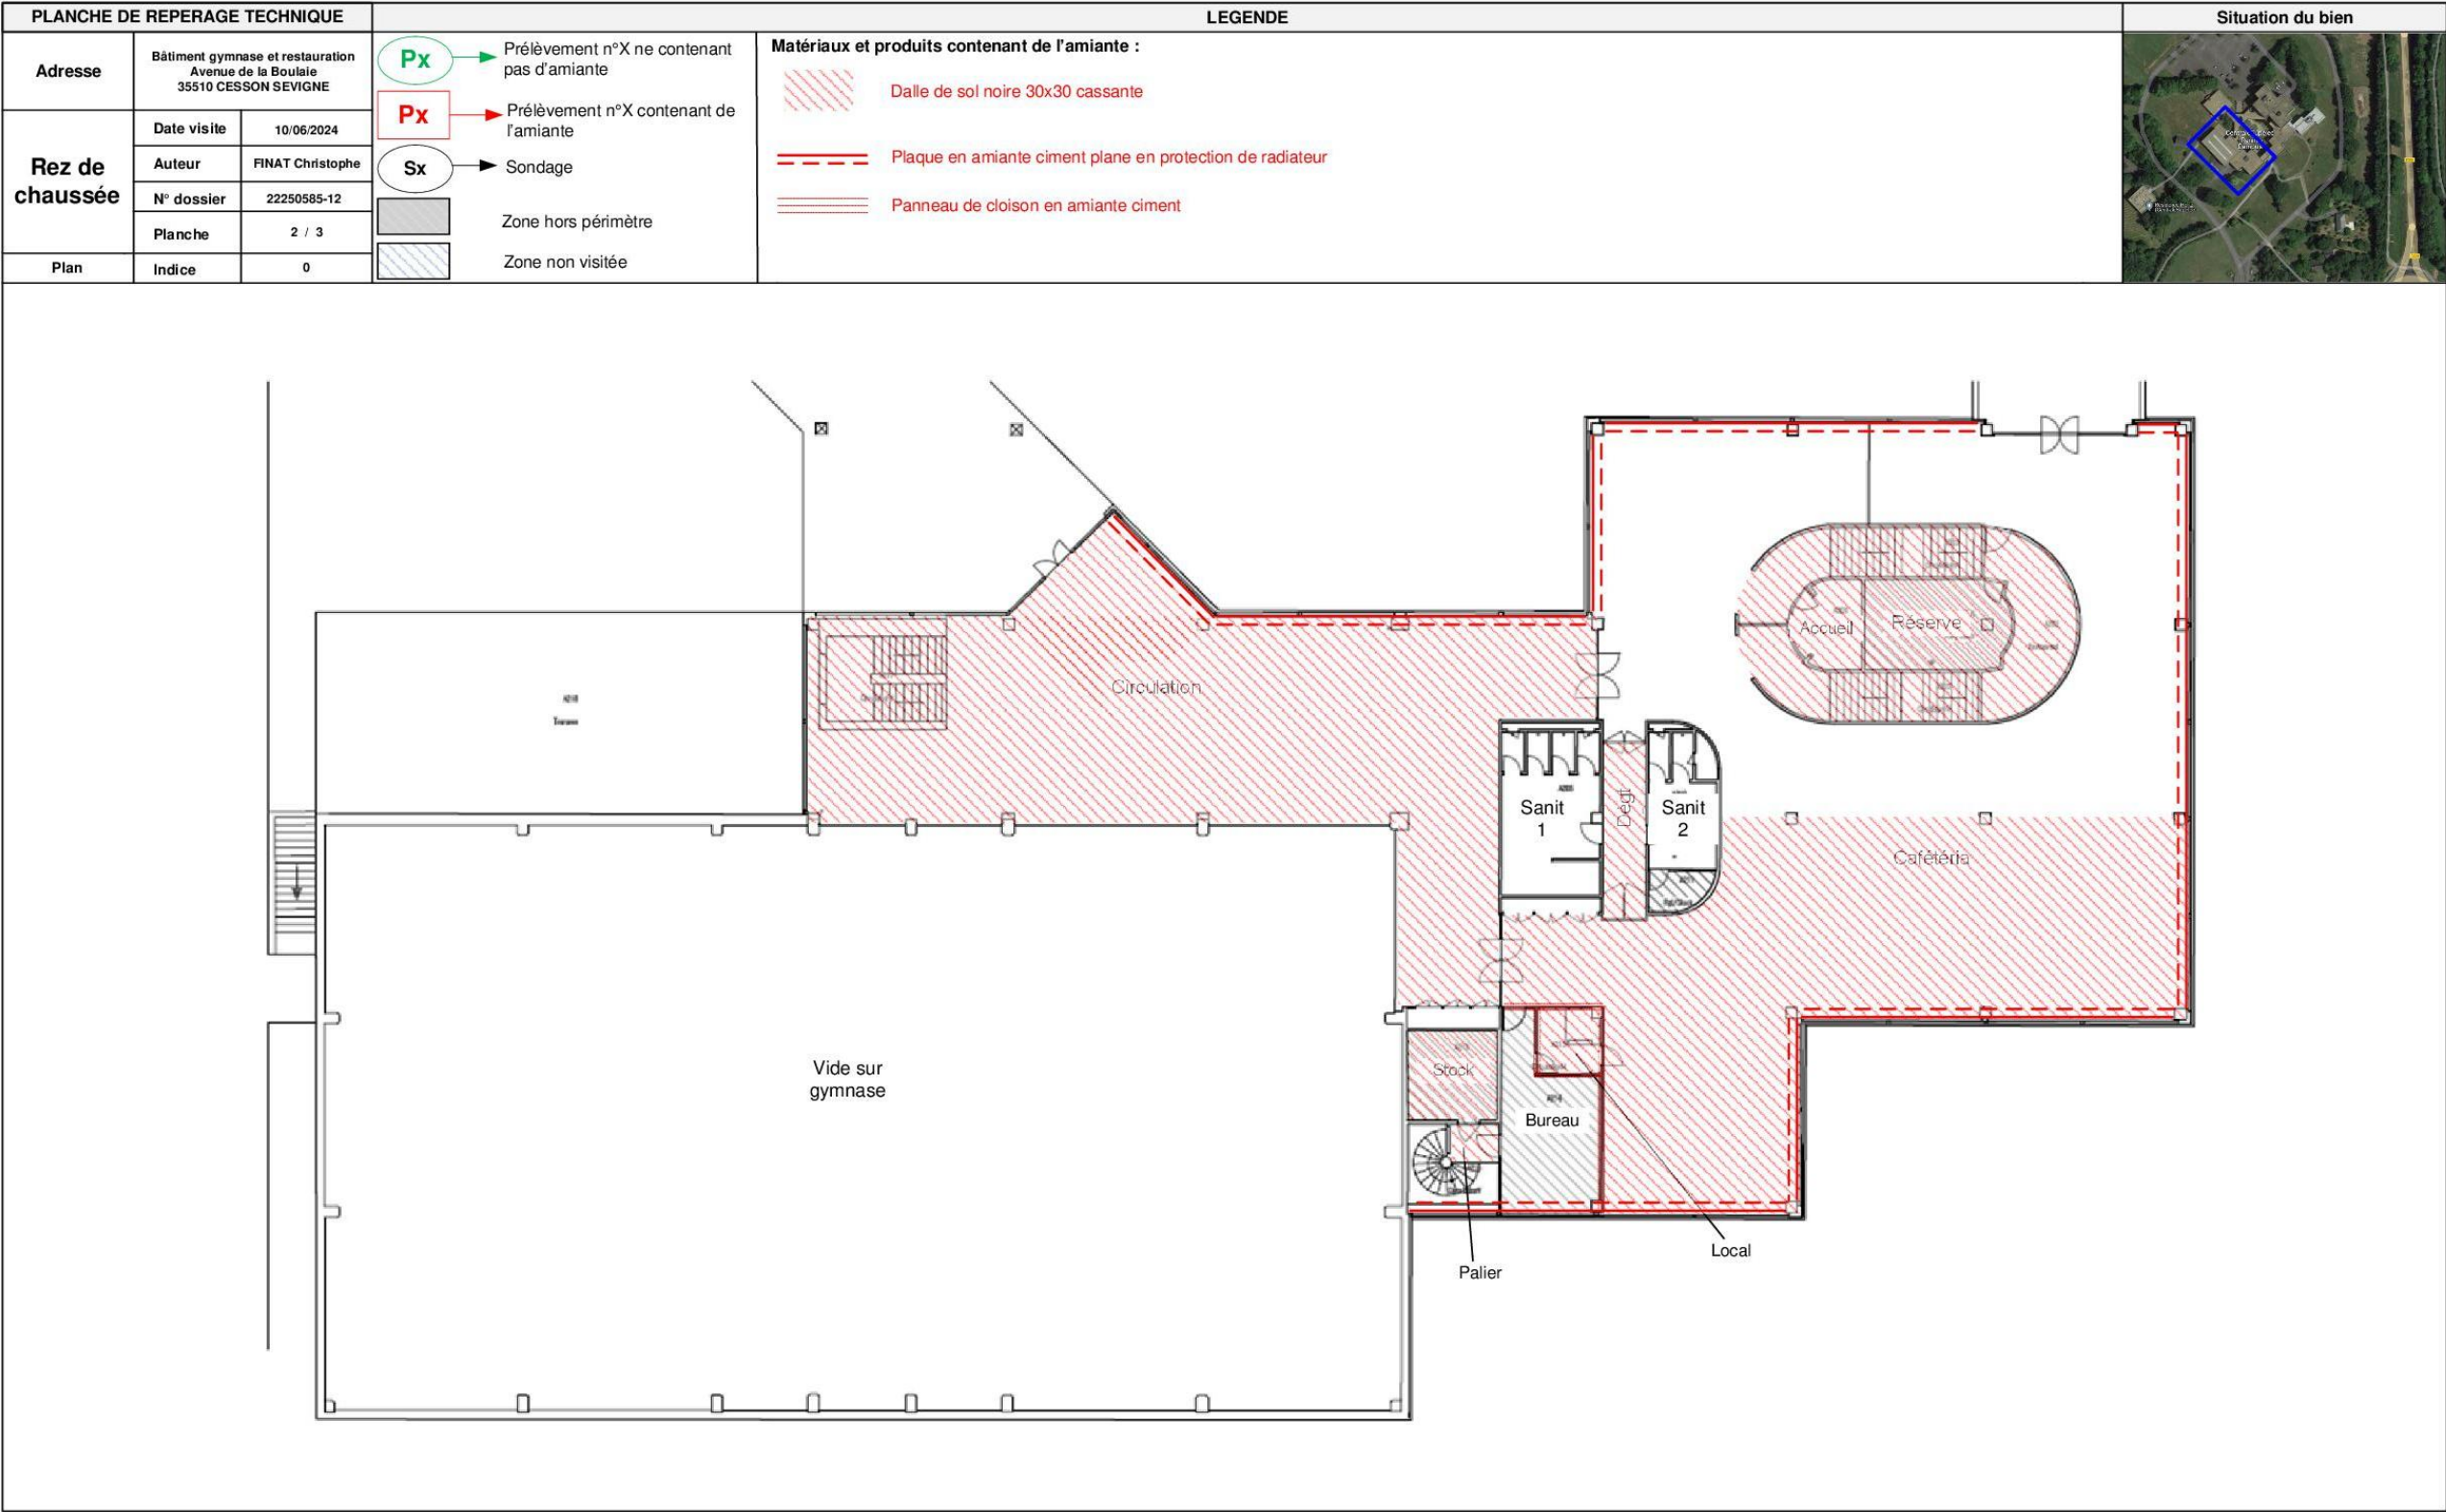 PLANCHE DE REPERAGE TECHNIQUE
LEGENDE
Situation du bien
Adresse
Bâtiment gymnase et restauration
Avenue de la Boulaie
35510 CESSON SEVIGNE
Rez de
chaussée
Date visite
10/06/2024
Auteur
FINAT Christophe
N° dossier
22250585-12
Planche
2 / 3
Plan
Indice
0
Px
Prélèvement n°X ne contenant
pas d'amiante
Px
Prélèvement n°X contenant de
l'amiante
Sx
Sondage
Zone hors périmètre
Zone non visitée
Matériaux et produits contenant de l'amiante :
Dalle de sol noire 30x30 cassante
Plaque en amiante ciment plane en protection de radiateur
Panneau de cloison en amiante ciment
Accueil
Réserve
Circulation
Sanit
1
Dégt
Sanit
2
Cafétéria
Vide sur
gymnase
Stock
Bureau
Local
Palier